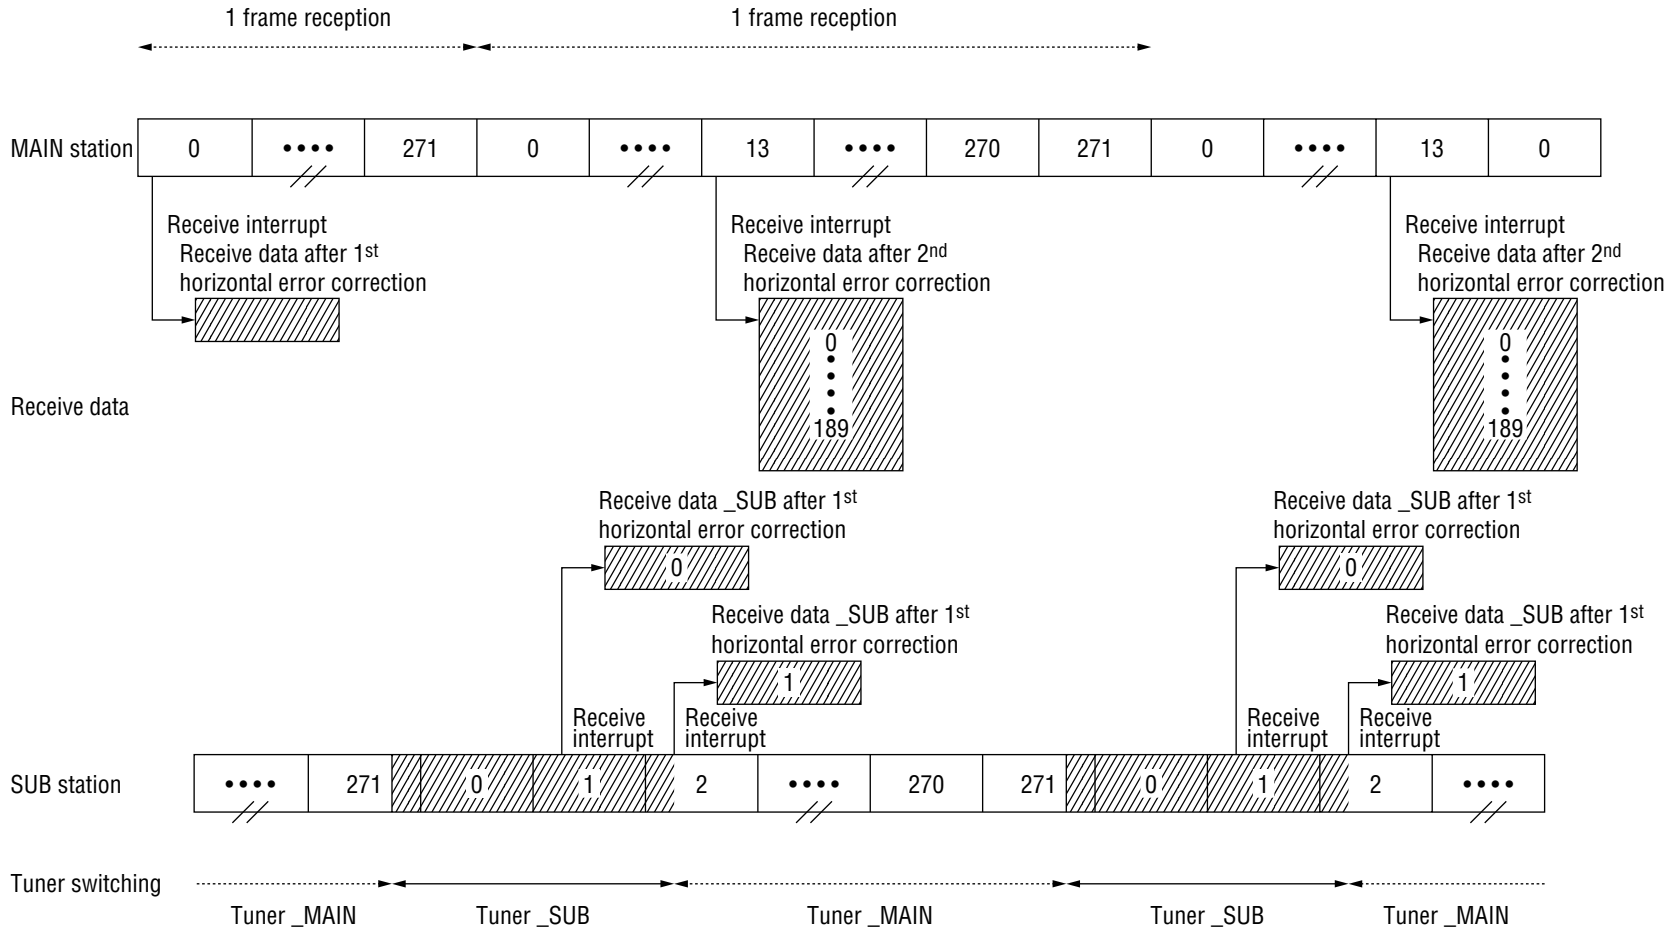 1 frame reception 1 frame reception
MAIN station 0 •••• 271 0 •••• 13 •••• 270 271 0 •••• 13 0
Receive interrupt
Receive data after 1st
horizontal error correction
Receive interrupt
Receive data after 2nd
horizontal error correction
0
189
Receive interrupt
Receive data after 2nd
horizontal error correction
0
189
Receive data
Receive data _SUB after 1st
horizontal error correction
0
Receive data _SUB after 1st
horizontal error correction
1
Receive data _SUB after 1st
horizontal error correction
0
Receive data _SUB after 1st
horizontal error correction
1
Receive
interrupt
Receive
interrupt
Receive
interrupt
Receive
interrupt
SUB station •••• 271 0 1 2 •••• 270 271 0 1 2 ••••
Tuner switching
Tuner _MAIN Tuner _SUB Tuner _MAIN Tuner _SUB Tuner _MAIN